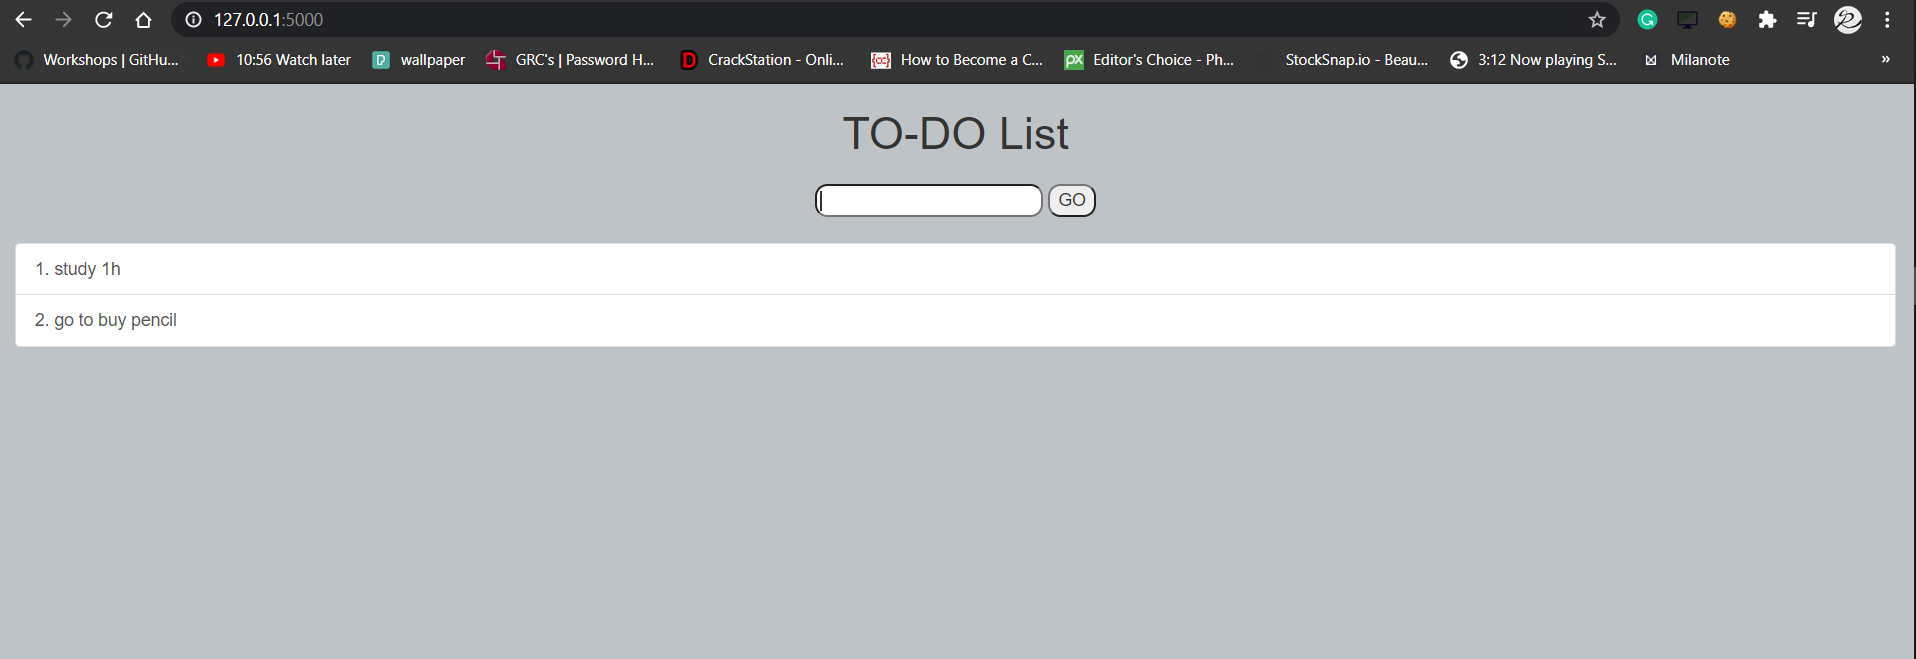 127.0.0.1:5000
Workshops | GitHu... 10:56 Watch later wallpaper GRC's | Password H... CrackStation - Onli... How to Become a C... Editor's Choice - Ph... StockSnap.io - Beau... 3:12 Now playing S... Milanote »
TO-DO List
GO
1. study 1h
2. go to buy pencil